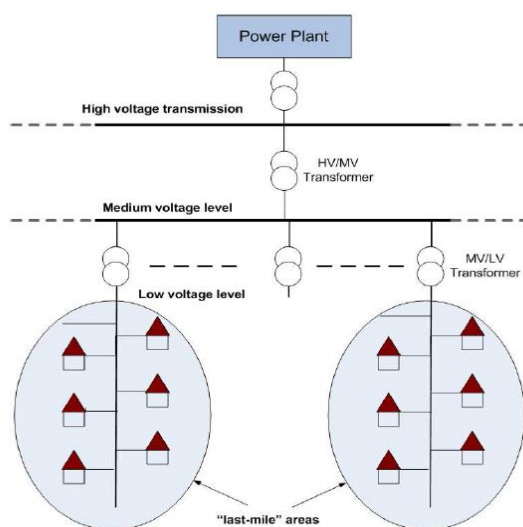 Power Plant
High voltage transmission
HV/MV
Transformer
Medium voltage level
MV/LV
Transformer
Low voltage level
"last-mile" areas